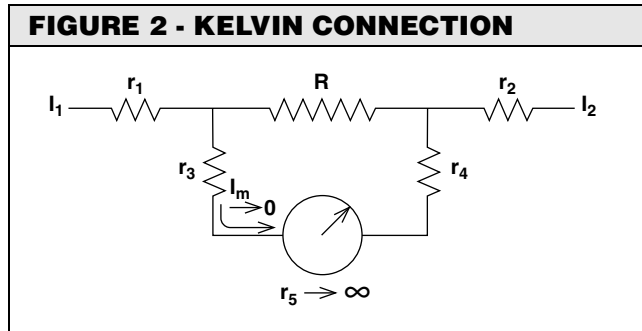 FIGURE 2 - KELVIN CONNECTION
r1 R r2
I1 I2
r3 r4
Im
→ 0
r5 → ∞